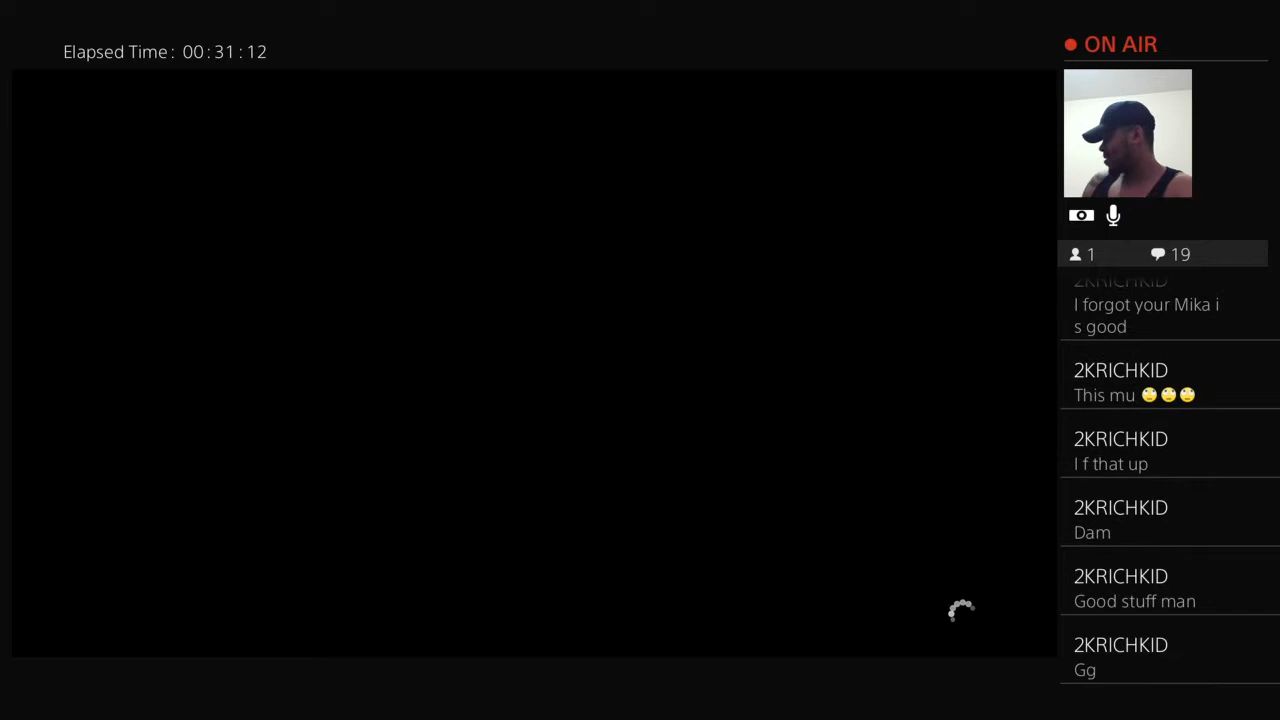 Elapsed Time: 00:31:12
ON AIR
1 19
2KRICHKID
I forgot your Mika i
s good
2KRICHKID
This mu 🙄🙄🙄
2KRICHKID
I f that up
2KRICHKID
Dam
2KRICHKID
Good stuff man
2KRICHKID
Gg